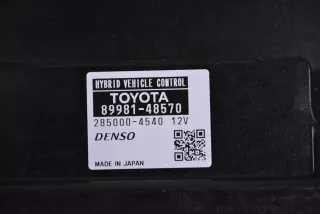 HYBRID VEHICLE CONTROL
TOYOTA
89981-48570
285000-4540 12V
DENSO
MADE IN JAPAN